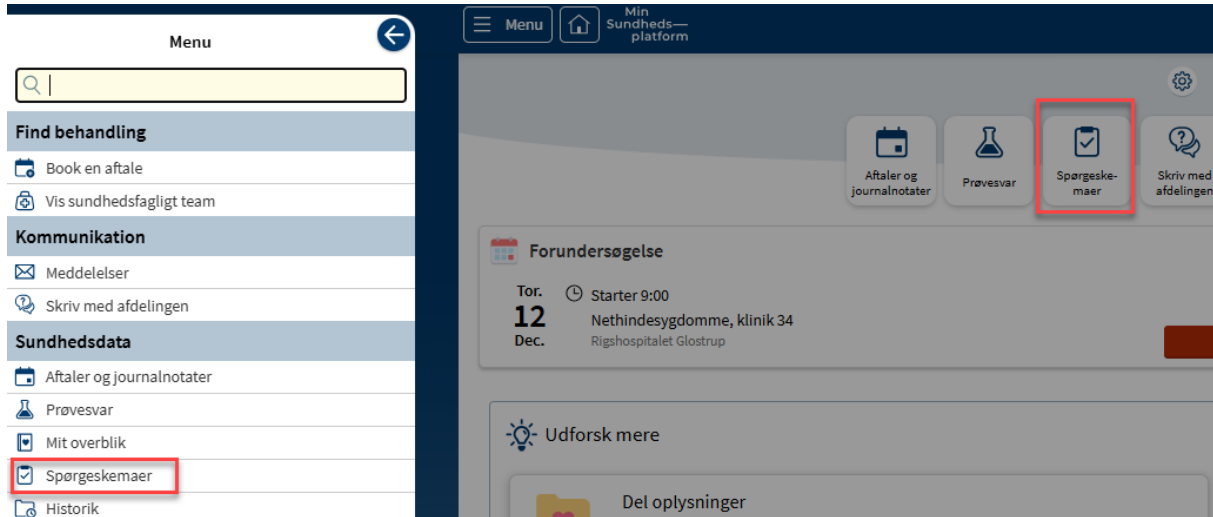 Menu
Find behandling
Book en aftale
Vis sundhedsfagligt team
Kommunikation
Meddelelser
Skriv med afdelingen
Sundhedsdata
Aftaler og journalnotater
Prøvesvar
Mit overblik
Spørgeskemaer
Historik
Menu
Min
Sundheds—
platform
Aftaler og
journalnotater
Prøvesvar
Spørgeske-
maer
Skriv med
afdelingen
Forundersøgelse
Tor.
12
Dec.
Starter 9:00
Nethindesygdomme, klinik 34
Rigshospitalet Glostrup
Udforsk mere
Del oplysninger